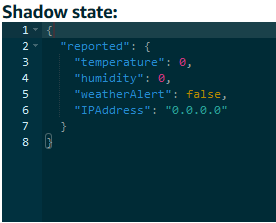 Shadow state:
1 {
2 "reported": {
3 "temperature": 0,
4 "humidity": 0,
5 "weatherAlert": false,
6 "IPAddress": "0.0.0.0"
7 }
8 }